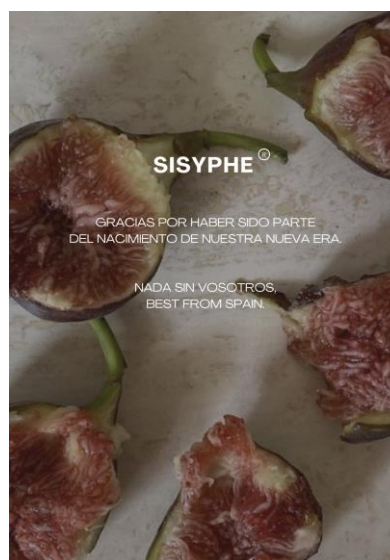 SISYPHE ®
GRACIAS POR HABER SIDO PARTE
DEL NACIMIENTO DE NUESTRA NUEVA ERA.
NADA SIN VOSOTROS,
BEST FROM SPAIN.